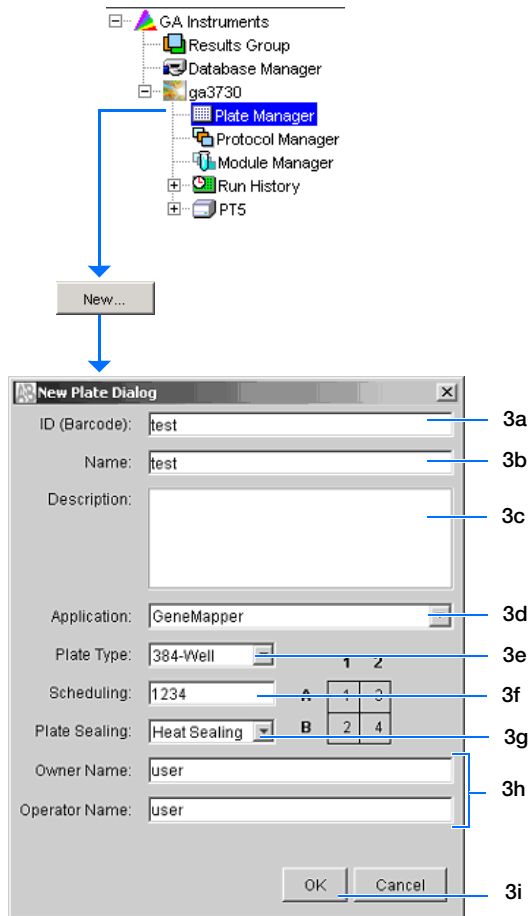 GA Instruments
Results Group
Database Manager
ga3730
Plate Manager
Protocol Manager
Module Manager
Run History
PT5
New...
New Plate Dialog
ID (Barcode): test 3a
Name: test 3b
Description: 3c
Application: GeneMapper 3d
Plate Type: 384-Well 3e
1 2
Scheduling: 1234 3f
A 1 3
Plate Sealing: Heat Sealing 3g
B 2 4
Owner Name: user
3h
Operator Name: user
OK Cancel
3i